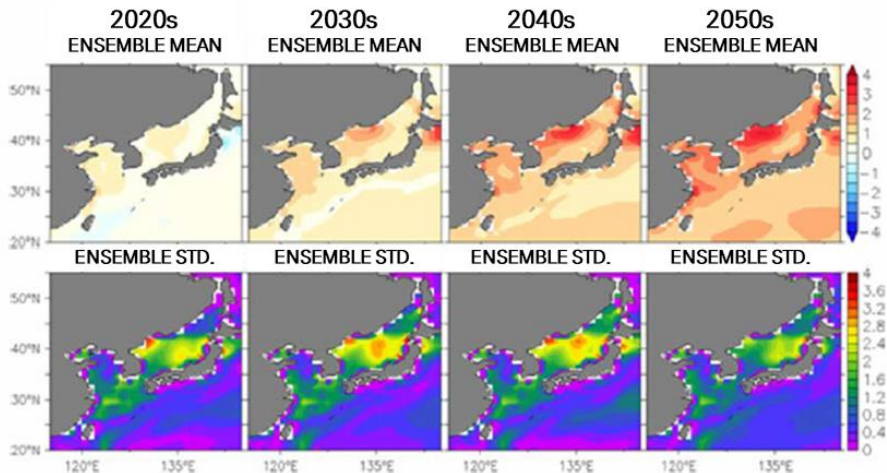 2020s 2030s 2040s 2050s
ENSEMBLE MEAN ENSEMBLE MEAN ENSEMBLE MEAN ENSEMBLE MEAN
50°N
40°N
30°N
20°N
4
3
2
1
0
-1
-2
-3
-4
ENSEMBLE STD. ENSEMBLE STD. ENSEMBLE STD. ENSEMBLE STD.
50°N
40°N
30°N
20°N
4
3.6
3.2
2.8
2.4
2
1.6
1.2
0.8
0.4
0
120°E 135°E 120°E 135°E 120°E 135°E 120°E 135°E